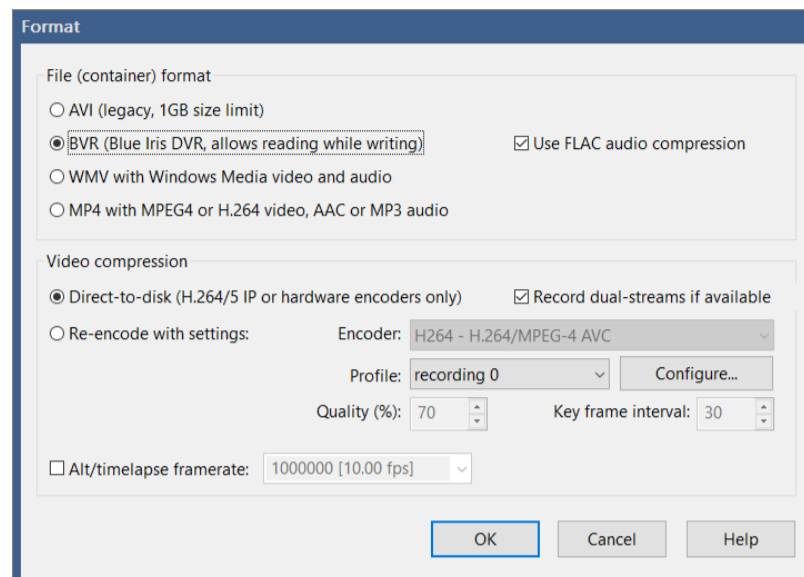 Format
File (container) format
AVI (legacy, 1GB size limit)
BVR (Blue Iris DVR, allows reading while writing)
Use FLAC audio compression
WMV with Windows Media video and audio
MP4 with MPEG4 or H.264 video, AAC or MP3 audio
Video compression
Direct-to-disk (H.264/5 IP or hardware encoders only)
Record dual-streams if available
Re-encode with settings:
Encoder: H264 - H.264/MPEG-4 AVC
Profile: recording 0
Configure...
Quality (%): 70
Key frame interval: 30
Alt/timelapse framerate: 1000000 [10.00 fps]
OK
Cancel
Help